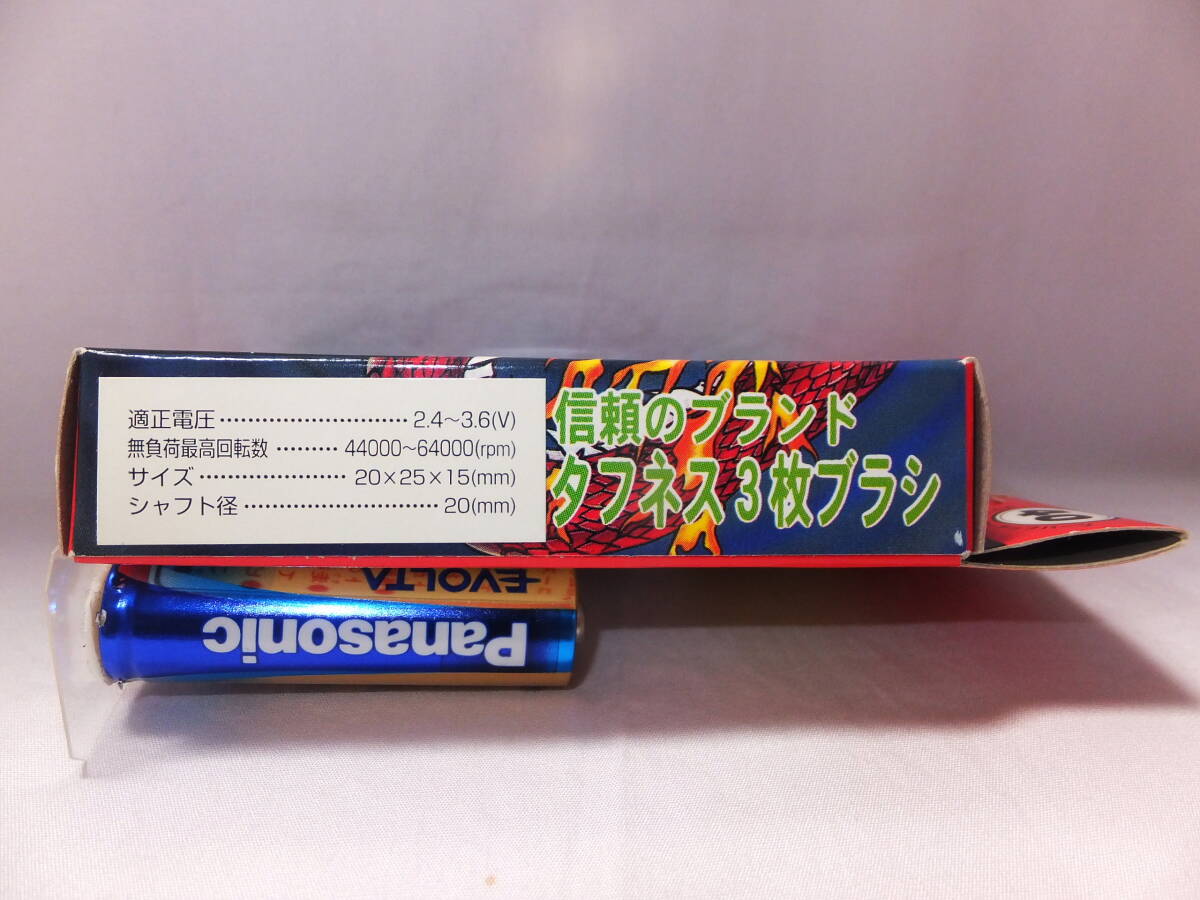 適正電圧 ........................... 2.4〜3.6(V)
無負荷最高回転数 ......... 44000〜64000(rpm)
サイズ ..................... 20×25×15(mm)
シャフト径 ............................ 20(mm)
信頼のブランド
タフネス3枚ブラシ
EVOLTA
Panasonic